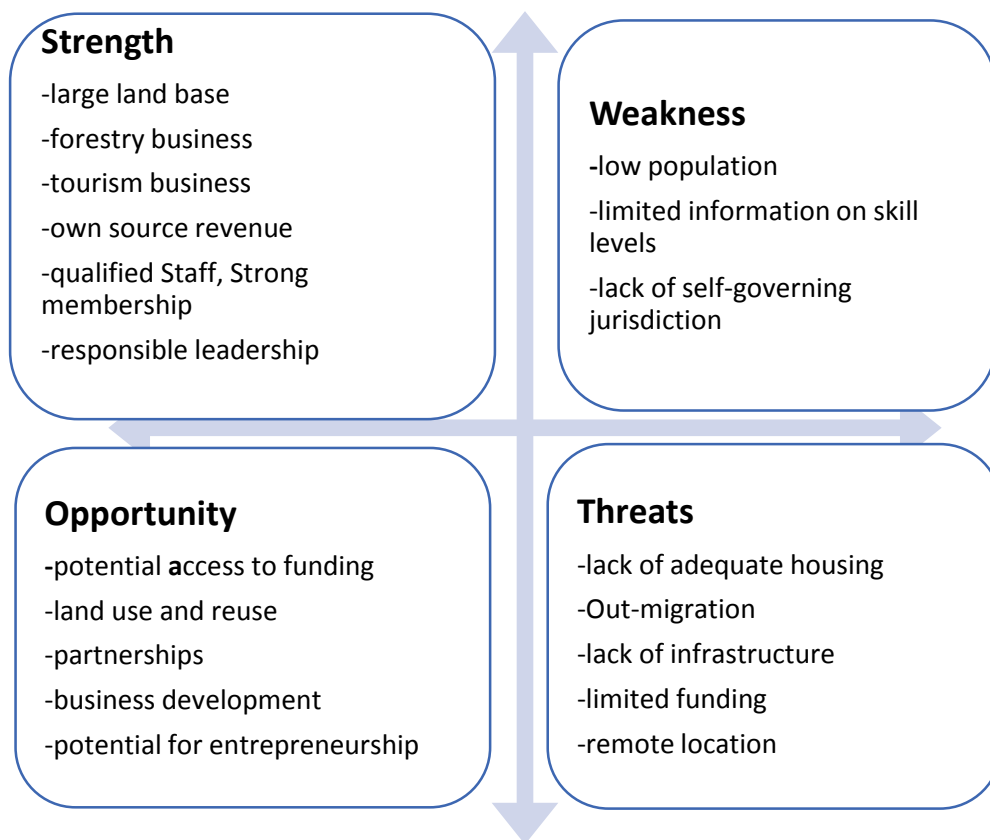 Strength
-large land base
-forestry business
-tourism business
-own source revenue
-qualified Staff, Strong
membership
-responsible leadership
Weakness
-low population
-limited information on skill
levels
-lack of self-governing
jurisdiction
Opportunity
-potential access to funding
-land use and reuse
-partnerships
-business development
-potential for entrepreneurship
Threats
-lack of adequate housing
-Out-migration
-lack of infrastructure
-limited funding
-remote location